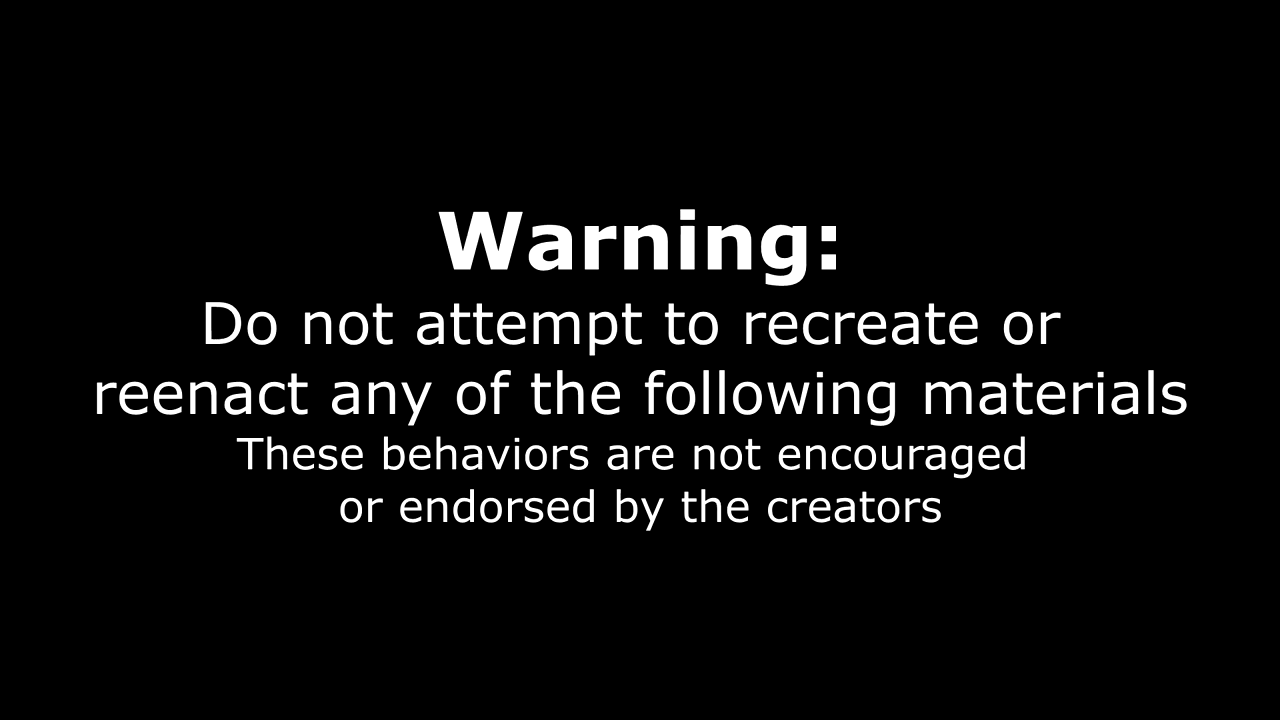 Warning:
Do not attempt to recreate or
reenact any of the following materials
These behaviors are not encouraged
or endorsed by the creators